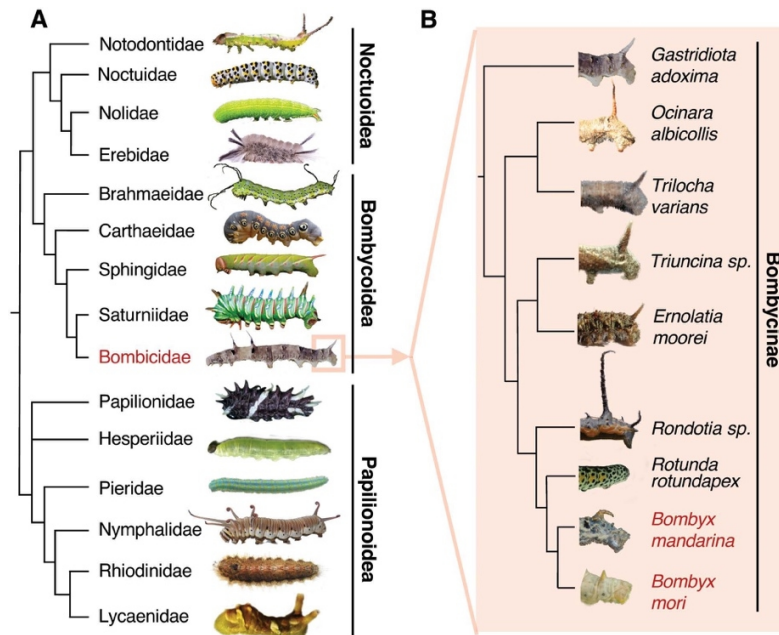 A
Notodontidae
Noctuidae
Nolidae
Erebidae
Noctuoidea
Brahmaeidae
Carthaeidae
Sphingidae
Saturniidae
Bombicidae
Bombycoidea
Papilionidae
Hesperiidae
Pieridae
Nymphalidae
Rhiodinidae
Lycaenidae
Papilionoidea
B
Gastridiota
adoxima
Ocinara
albicollis
Trilocha
varians
Triuncina sp.
Ernolatia
moorei
Rondotia sp.
Rotunda
rotundapex
Bombyx
mandarina
Bombyx
mori
Bombycinae